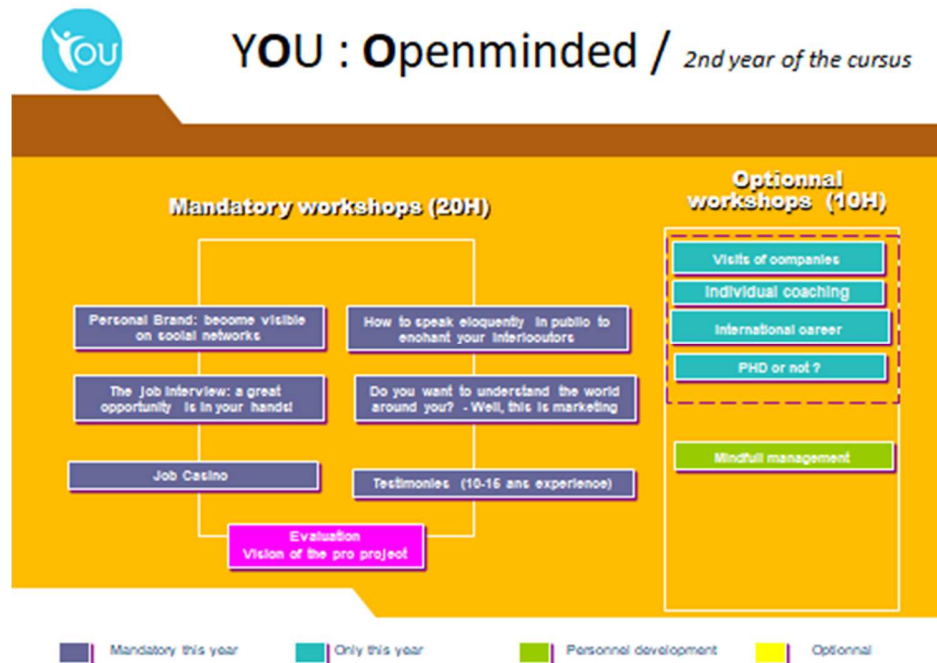 YOU
YOU : Openminded / 2nd year of the cursus
Mandatory workshops (20H)
Optionnal
workshops (10H)
Personal Brand: become visible
on social networks
How to speak eloquently in public to
enchant your interlocutors
The job interview: a great
opportunity is in your hands!
Do you want to understand the world
around you? - Well, this is marketing
Job Casino
Testimonies (10-15 ans experience)
Evaluation
Vision of the pro project
Visits of companies
Individual coaching
International career
PHD or not ?
Mindfull management
Mandatory this year
Only this year
Personnel development
Optionnal